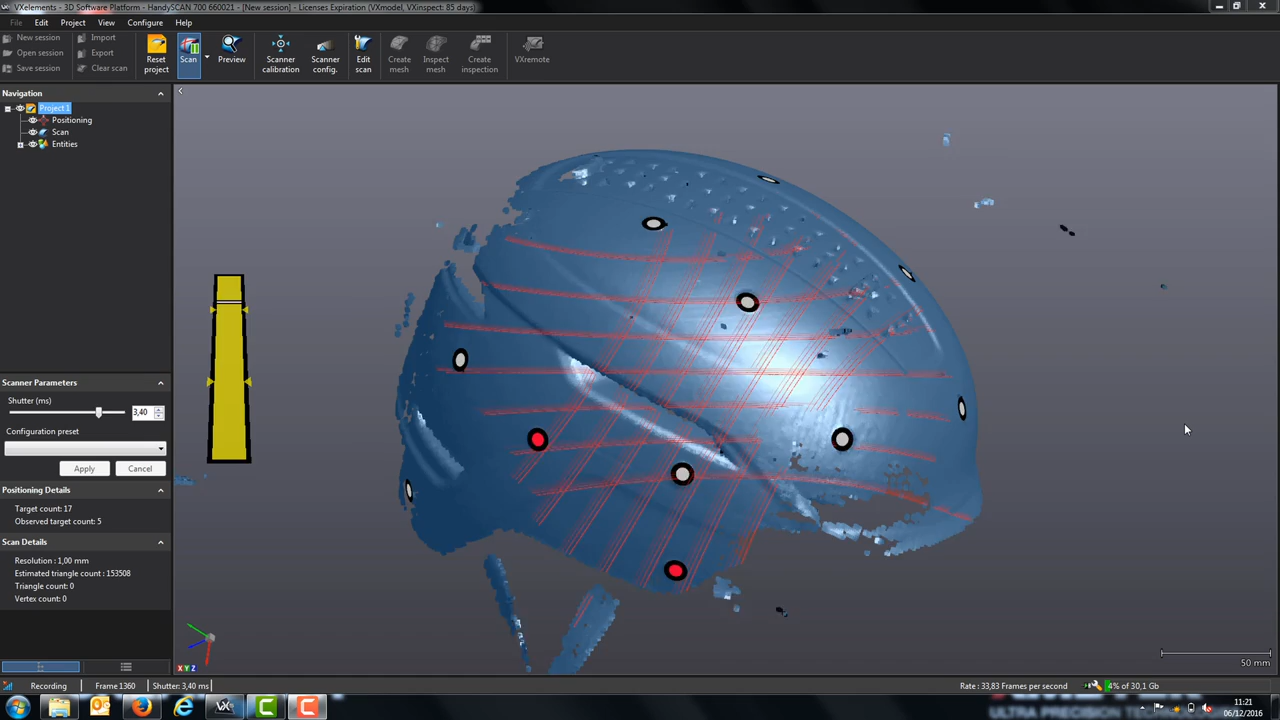 VXelements - 3D Software Platform - HandySCAN 700 660021 - [New session] - Licenses Expiration (VXmodel, VXinspect: 85 days)
File Edit Project View Configure Help
New session
Open session
Save session
Import
Export
Clear scan
Reset project
Scan
Preview
Scanner calibration
Scanner config.
Edit scan
Create mesh
Inspect mesh
Create inspection
VXremote
Navigation
Project 1
Positioning
Scan
Entities
Scanner Parameters
Shutter (ms)
3,40
Configuration preset
Apply Cancel
Positioning Details
Target count: 17
Observed target count: 5
Scan Details
Resolution : 1,00 mm
Estimated triangle count : 153508
Triangle count: 0
Vertex count: 0
X Y Z
50 mm
Recording Frame 1360 Shutter: 3,40 ms Rate : 33,83 Frames per second 4% of 30,1 Gb
11:21
06/12/2016
ULTRA PRECISION